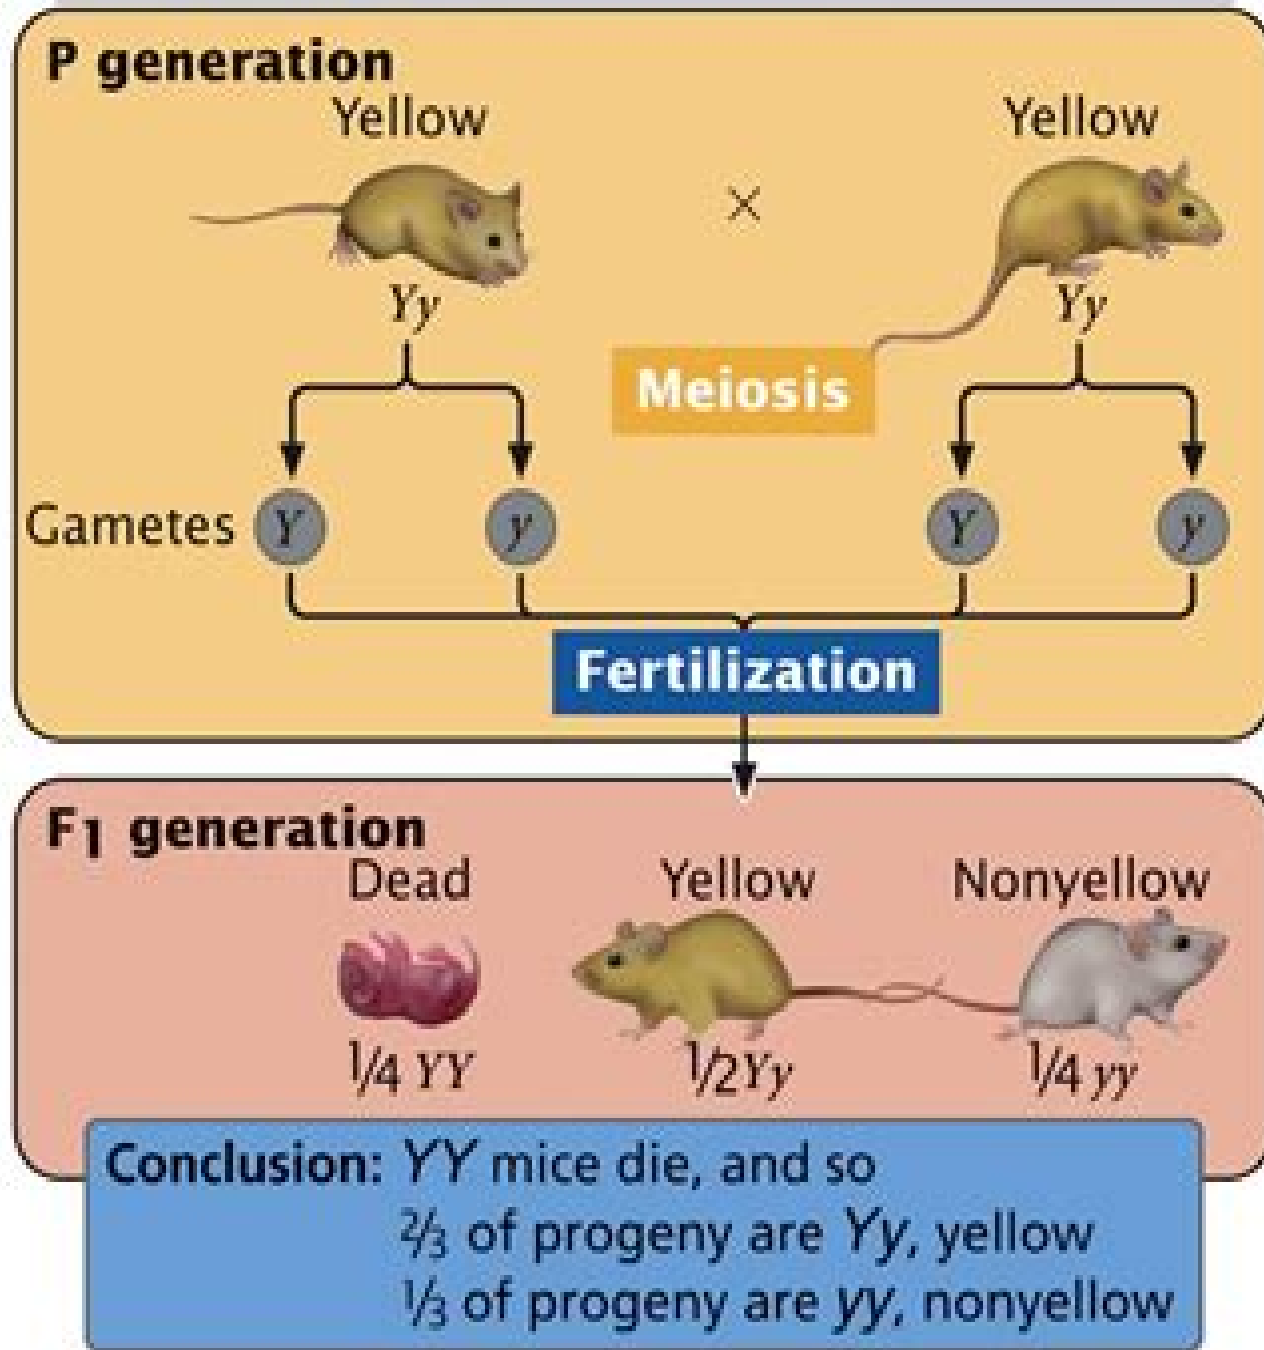 P generation
Yellow Yellow
×
Yy Yy
Meiosis
Gametes Y y Y y
Fertilization
F1 generation
Dead Yellow Nonyellow
1/4 YY 1/2Yy 1/4 yy
Conclusion: YY mice die, and so
2/3 of progeny are Yy, yellow
1/3 of progeny are yy, nonyellow